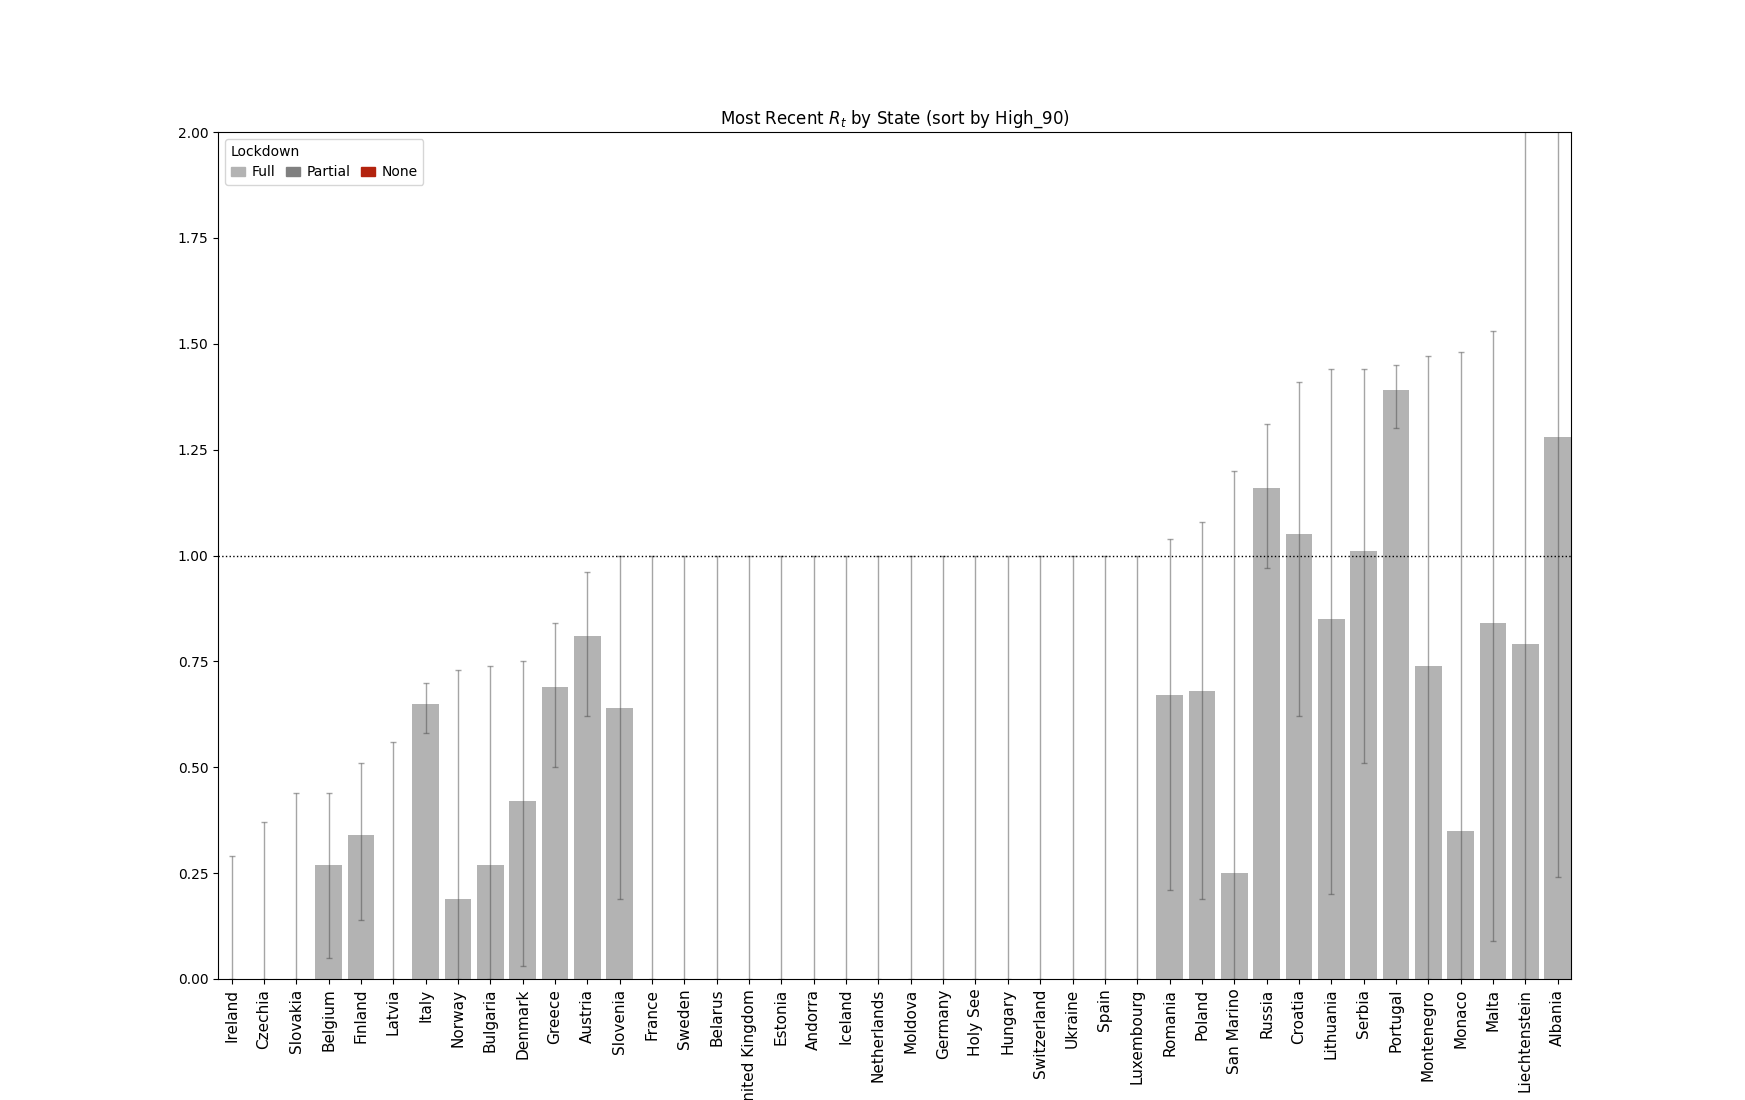 Most Recent R_t by State (sort by High_90)
2.00
Lockdown
Full Partial None
1.75
1.50
1.25
1.00
0.75
0.50
0.25
0.00
Ireland
Czechia
Slovakia
Belgium
Finland
Latvia
Italy
Norway
Bulgaria
Denmark
Greece
Austria
Slovenia
France
Sweden
Belarus
nited Kingdom
Estonia
Andorra
Iceland
Netherlands
Moldova
Germany
Holy See
Hungary
Switzerland
Ukraine
Spain
Luxembourg
Romania
Poland
San Marino
Russia
Croatia
Lithuania
Serbia
Portugal
Montenegro
Monaco
Malta
Liechtenstein
Albania